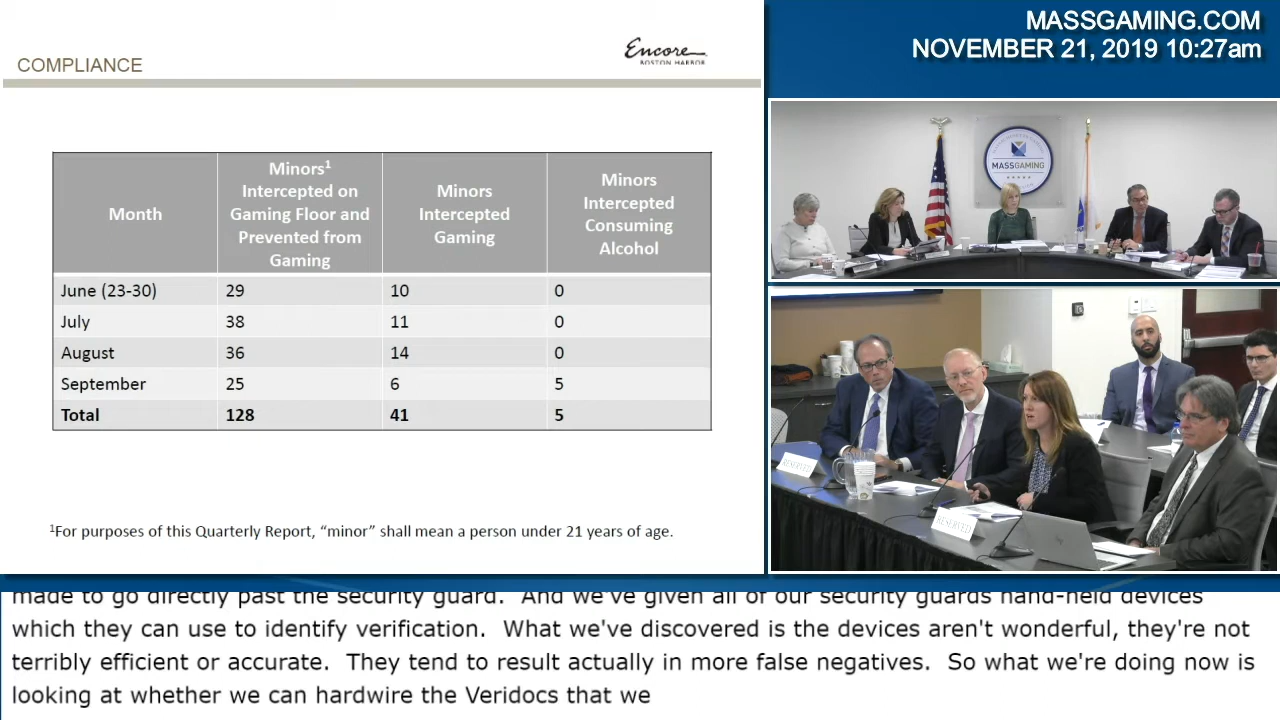 COMPLIANCE
Encore
BOSTON HARBOR
MASSGAMING.COM
NOVEMBER 21, 2019 10:27am
Month
Minors¹
Intercepted on
Gaming Floor and
Prevented from
Gaming
Minors
Intercepted
Gaming
Minors
Intercepted
Consuming
Alcohol
June (23-30) 29 10 0
July 38 11 0
August 36 14 0
September 25 6 5
Total 128 41 5
¹For purposes of this Quarterly Report, “minor” shall mean a person under 21 years of age.
MASSGAMING
RESERVED
RESERVED
made to go directly past the security guard.  And we've given all of our security guards hand-held devices
which they can use to identify verification.  What we've discovered is the devices aren't wonderful, they're not
terribly efficient or accurate.  They tend to result actually in more false negatives.  So what we're doing now is
looking at whether we can hardwire the Veridocs that we